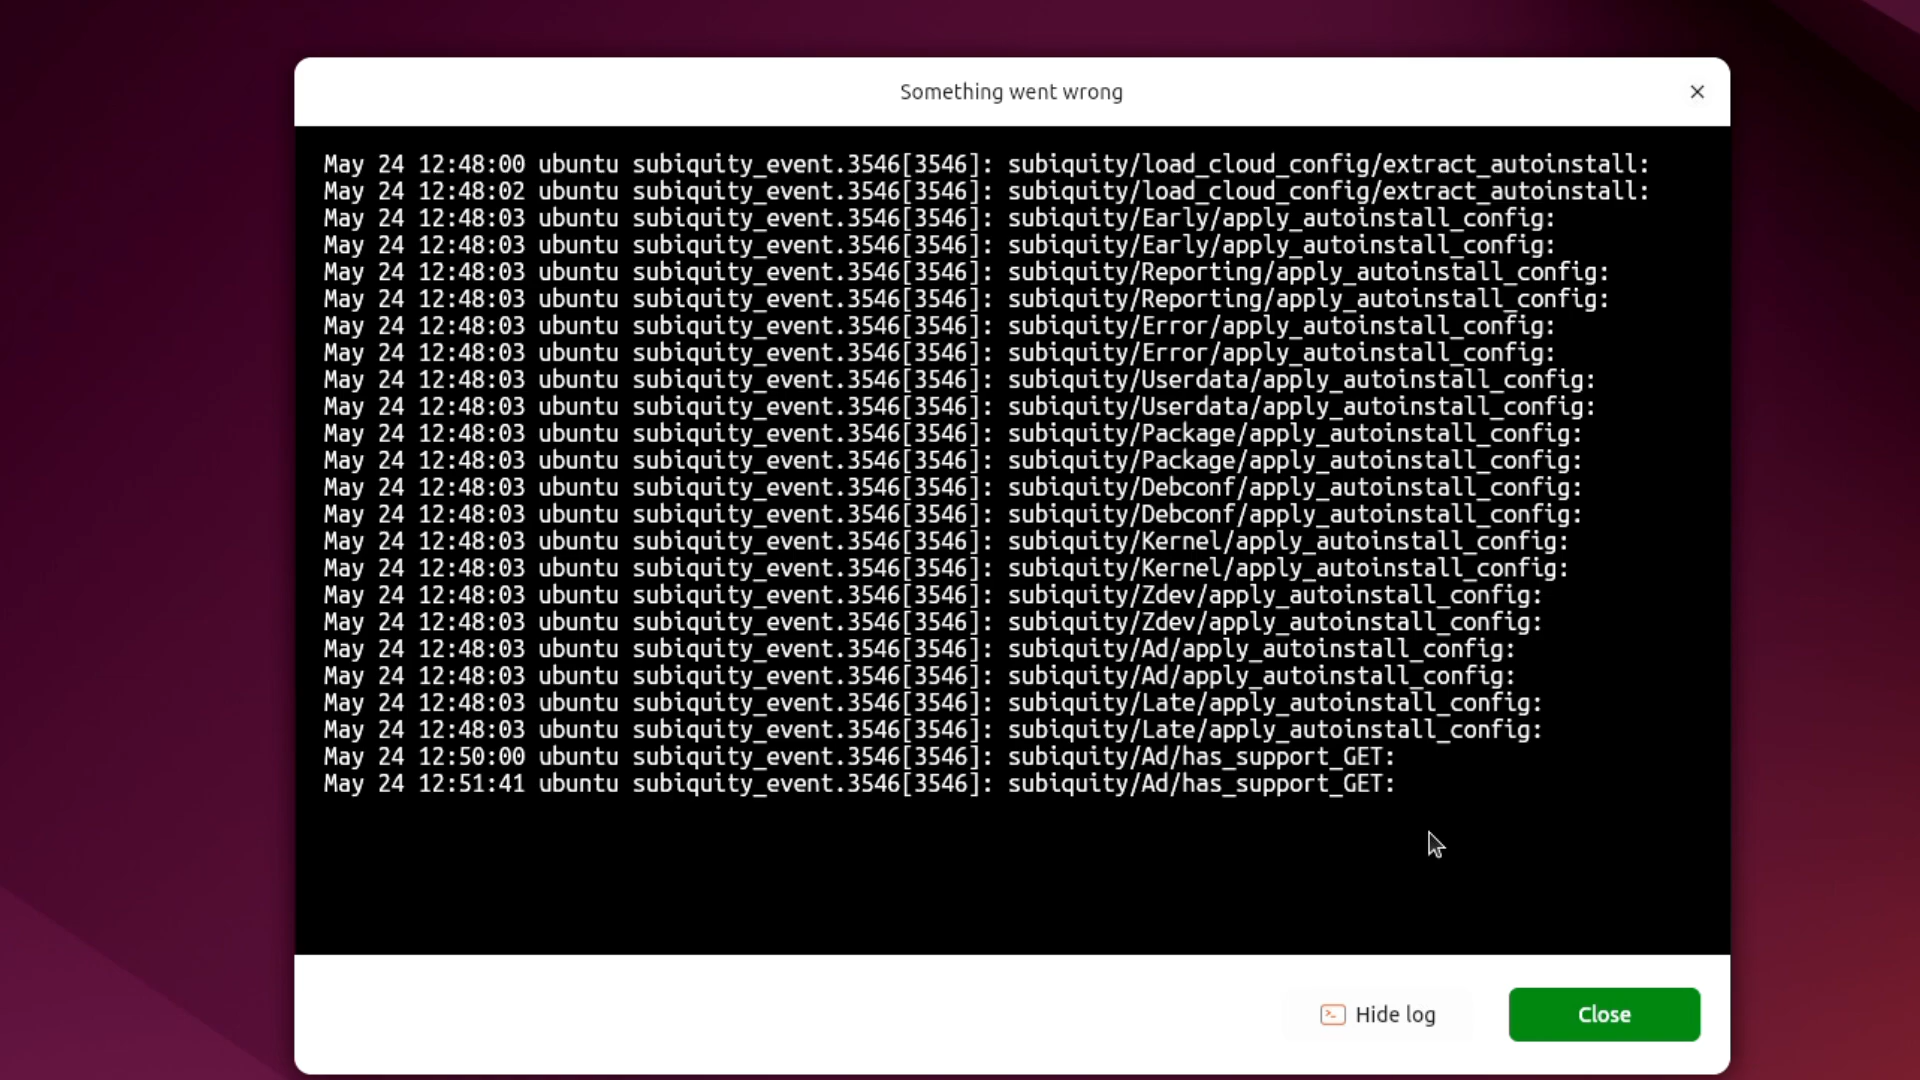 Something went wrong
May 24 12:48:00 ubuntu subiquity_event.3546[3546]: subiquity/load_cloud_config/extract_autoinstall:
May 24 12:48:02 ubuntu subiquity_event.3546[3546]: subiquity/load_cloud_config/extract_autoinstall:
May 24 12:48:03 ubuntu subiquity_event.3546[3546]: subiquity/Early/apply_autoinstall_config:
May 24 12:48:03 ubuntu subiquity_event.3546[3546]: subiquity/Early/apply_autoinstall_config:
May 24 12:48:03 ubuntu subiquity_event.3546[3546]: subiquity/Reporting/apply_autoinstall_config:
May 24 12:48:03 ubuntu subiquity_event.3546[3546]: subiquity/Reporting/apply_autoinstall_config:
May 24 12:48:03 ubuntu subiquity_event.3546[3546]: subiquity/Error/apply_autoinstall_config:
May 24 12:48:03 ubuntu subiquity_event.3546[3546]: subiquity/Error/apply_autoinstall_config:
May 24 12:48:03 ubuntu subiquity_event.3546[3546]: subiquity/Userdata/apply_autoinstall_config:
May 24 12:48:03 ubuntu subiquity_event.3546[3546]: subiquity/Userdata/apply_autoinstall_config:
May 24 12:48:03 ubuntu subiquity_event.3546[3546]: subiquity/Package/apply_autoinstall_config:
May 24 12:48:03 ubuntu subiquity_event.3546[3546]: subiquity/Package/apply_autoinstall_config:
May 24 12:48:03 ubuntu subiquity_event.3546[3546]: subiquity/Debconf/apply_autoinstall_config:
May 24 12:48:03 ubuntu subiquity_event.3546[3546]: subiquity/Debconf/apply_autoinstall_config:
May 24 12:48:03 ubuntu subiquity_event.3546[3546]: subiquity/Kernel/apply_autoinstall_config:
May 24 12:48:03 ubuntu subiquity_event.3546[3546]: subiquity/Kernel/apply_autoinstall_config:
May 24 12:48:03 ubuntu subiquity_event.3546[3546]: subiquity/Zdev/apply_autoinstall_config:
May 24 12:48:03 ubuntu subiquity_event.3546[3546]: subiquity/Zdev/apply_autoinstall_config:
May 24 12:48:03 ubuntu subiquity_event.3546[3546]: subiquity/Ad/apply_autoinstall_config:
May 24 12:48:03 ubuntu subiquity_event.3546[3546]: subiquity/Ad/apply_autoinstall_config:
May 24 12:48:03 ubuntu subiquity_event.3546[3546]: subiquity/Late/apply_autoinstall_config:
May 24 12:48:03 ubuntu subiquity_event.3546[3546]: subiquity/Late/apply_autoinstall_config:
May 24 12:50:00 ubuntu subiquity_event.3546[3546]: subiquity/Ad/has_support_GET:
May 24 12:51:41 ubuntu subiquity_event.3546[3546]: subiquity/Ad/has_support_GET:
Hide log
Close